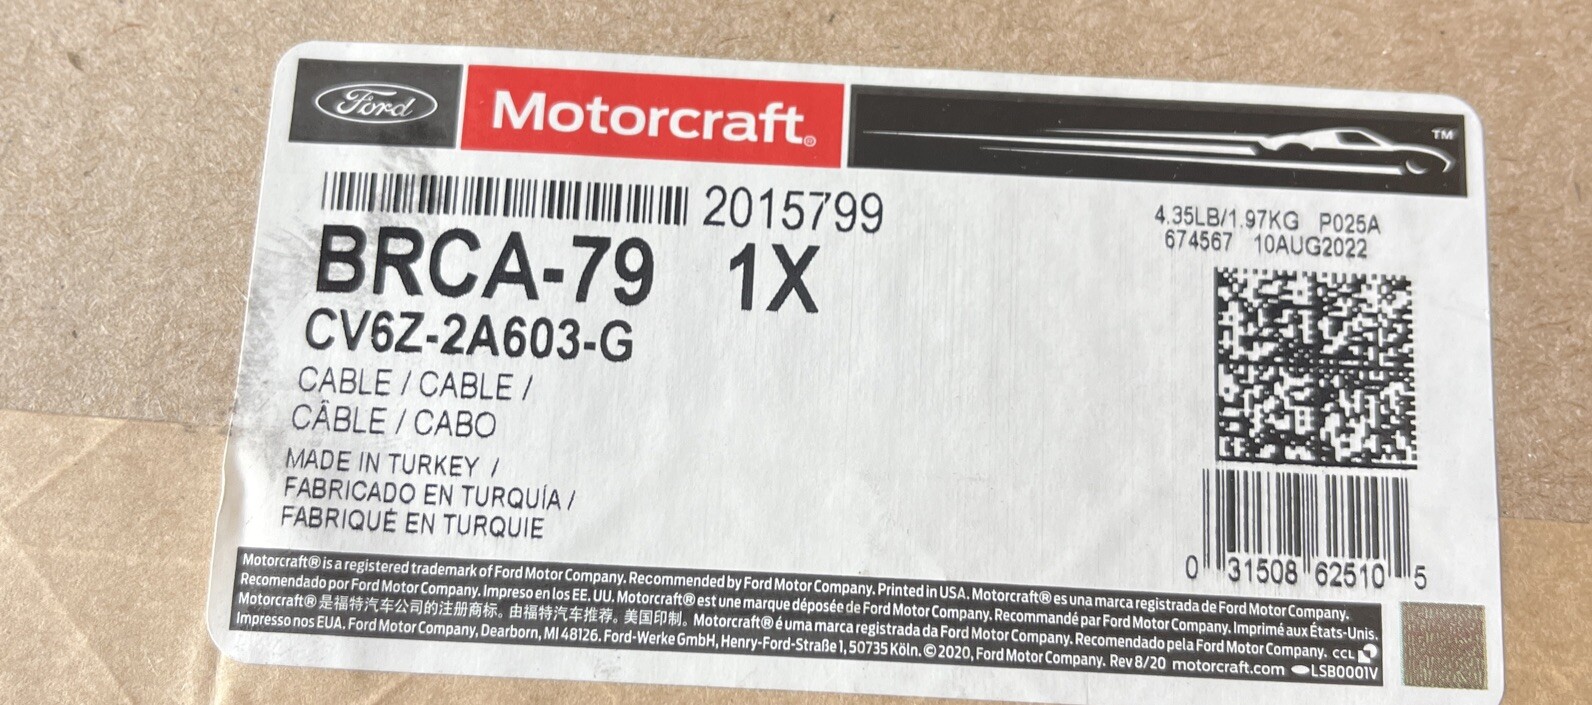 Ford
Motorcraft®
TM
2015799
4.35LB/1.97KG P025A
674567 10AUG2022
BRCA-79 1X
CV6Z-2A603-G
CABLE / CABLE /
CÂBLE / CABO
MADE IN TURKEY /
FABRICADO EN TURQUÍA /
FABRIQUÉ EN TURQUIE
0 31508 62510 5
Motorcraft® is a registered trademark of Ford Motor Company. Recommended by Ford Motor Company. Printed in USA. Motorcraft® es una marca registrada de Ford Motor Company.
Recomendado por Ford Motor Company. Impreso en los EE. UU. Motorcraft® est une marque déposée de Ford Motor Company. Recommandé par Ford Motor Company. Imprimé aux États-Unis.
Motorcraft® 是福特汽车公司的注册商标。由福特汽车推荐。美国印制。Motorcraft® é uma marca registrada da Ford Motor Company. Recomendado pela Ford Motor Company. CCL
Impresso nos EUA. Ford Motor Company, Dearborn, MI 48126. Ford-Werke GmbH, Henry-Ford-Straße 1, 50735 Köln. © 2020, Ford Motor Company. Rev 8/20 motorcraft.com LSB0001V